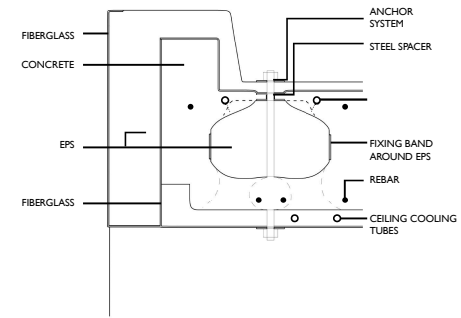 ANCHOR
SYSTEM
FIBERGLASS
STEEL SPACER
CONCRETE
EPS
FIXING BAND
AROUND EPS
REBAR
FIBERGLASS
CEILING COOLING
TUBES